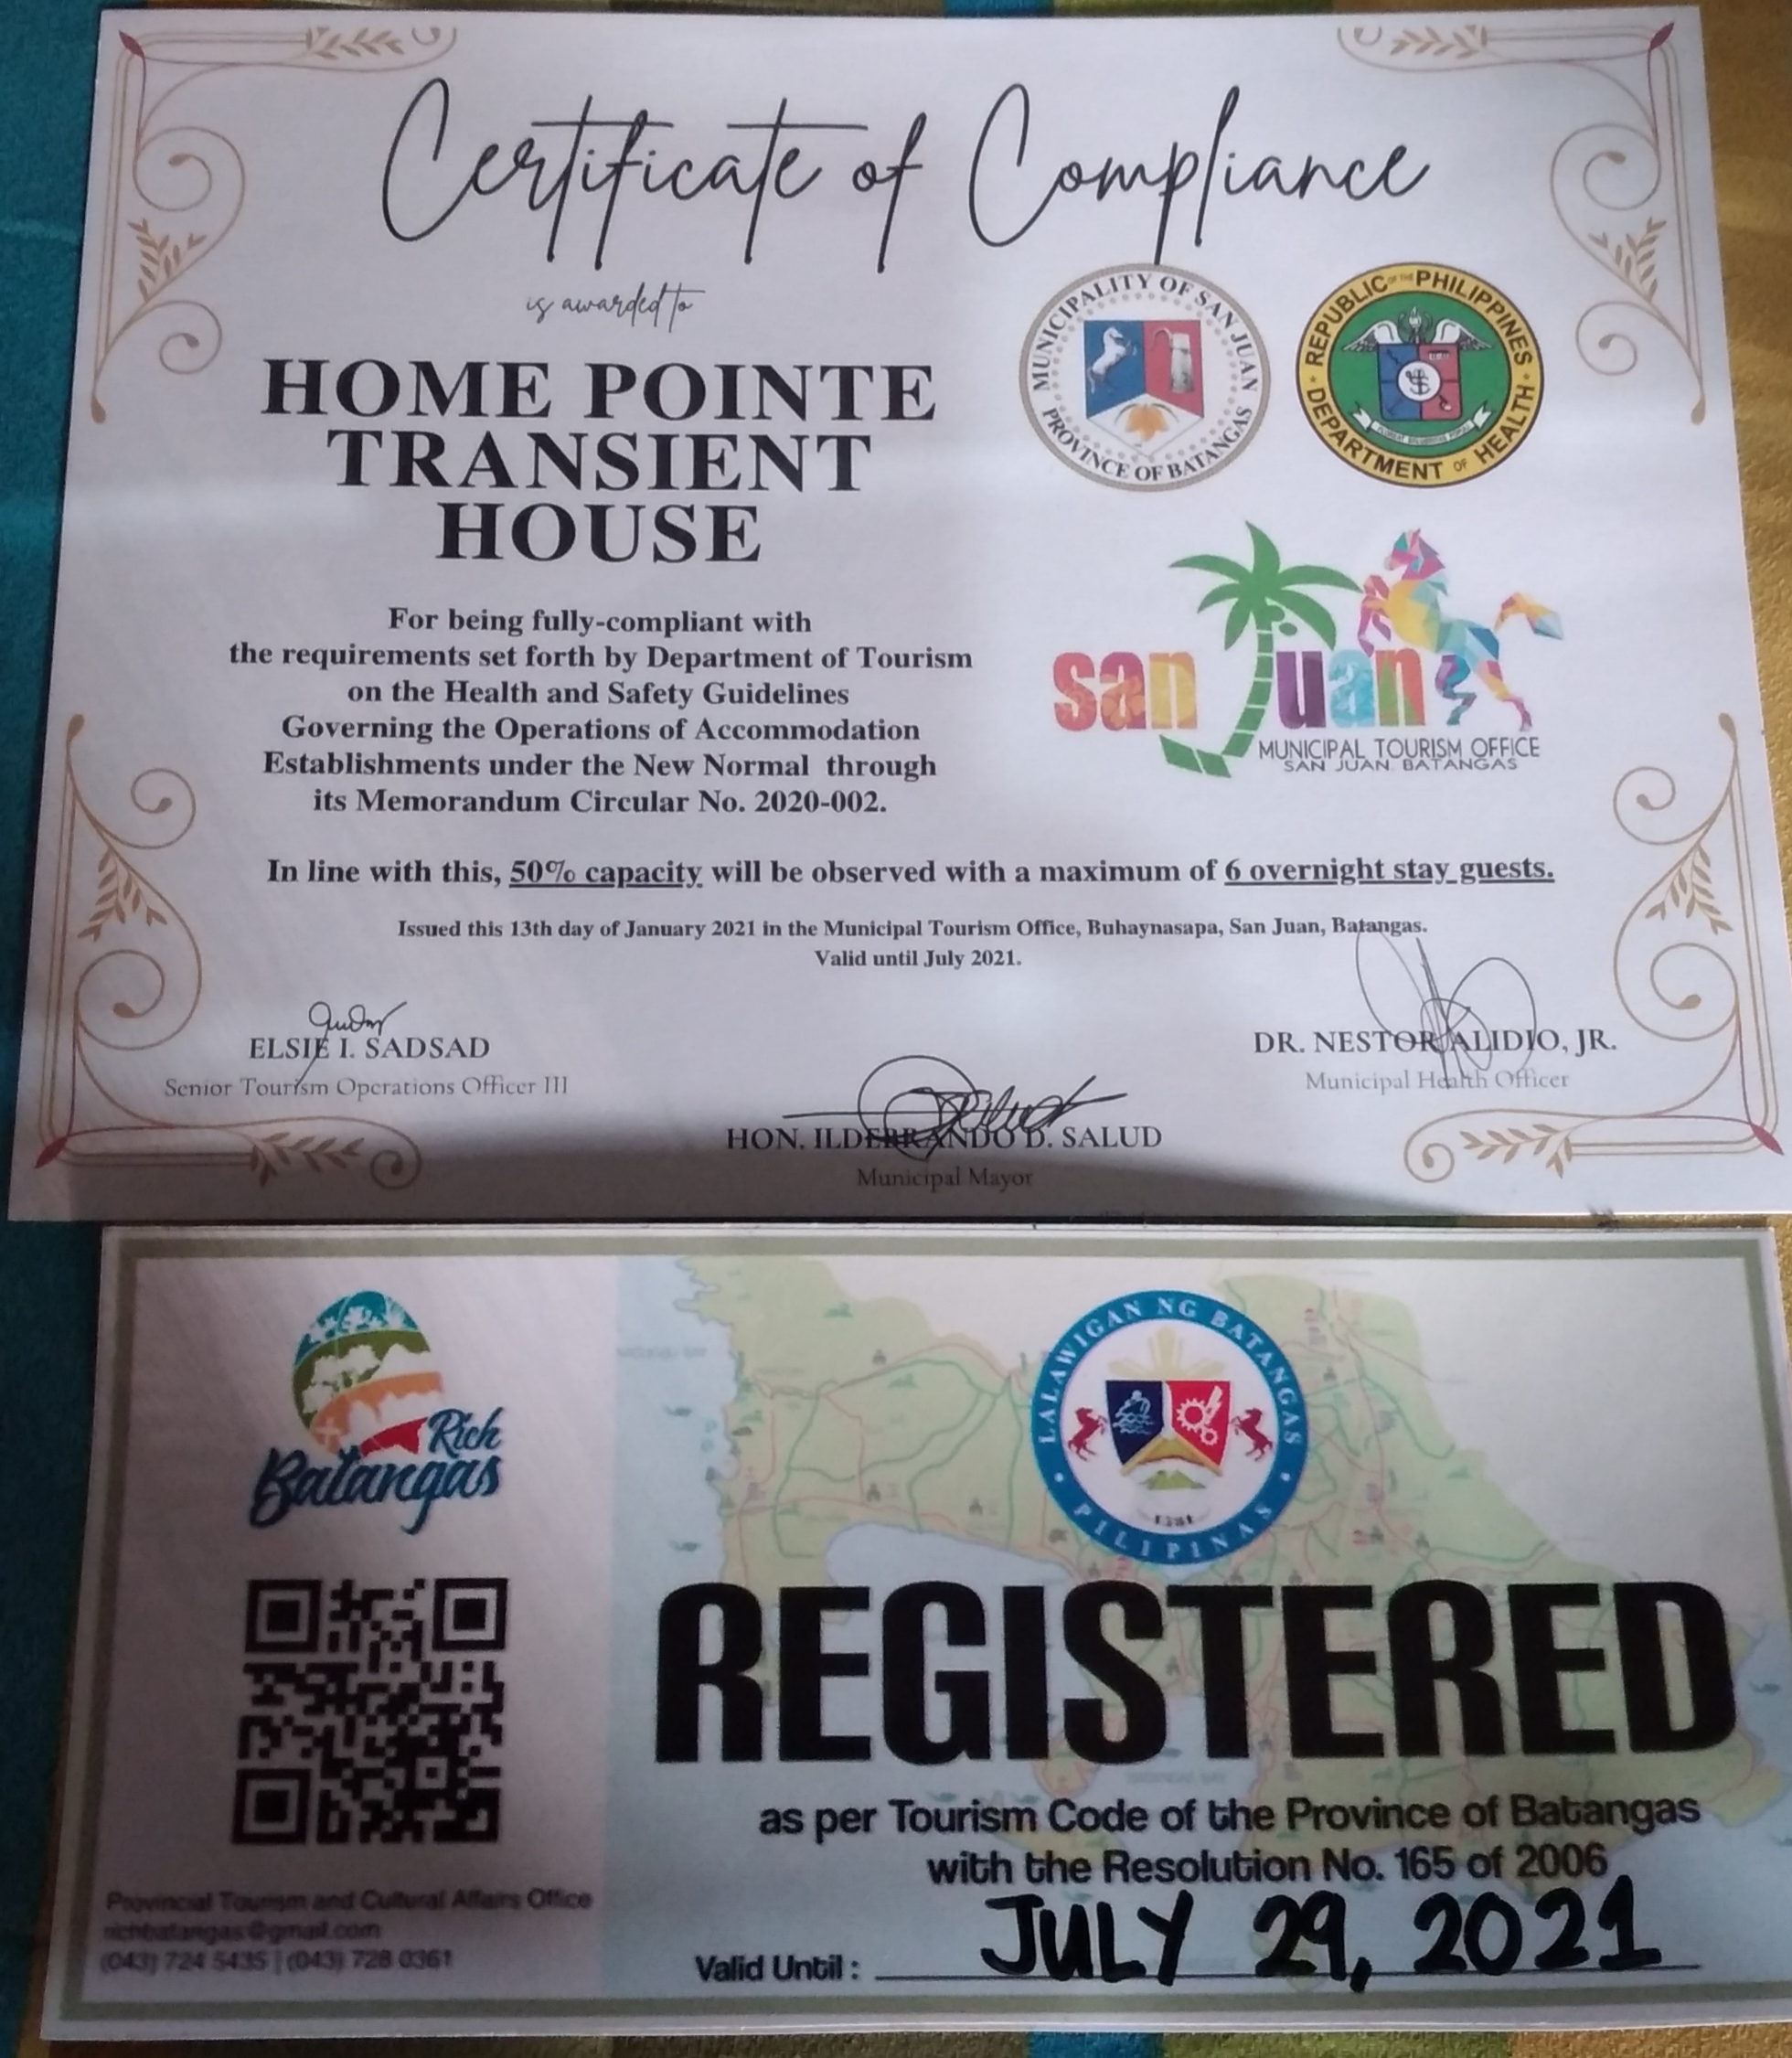 Certificate of Compliance
is awarded to
HOME POINTE
TRANSIENT
HOUSE
MUNICIPALITY OF SAN JUAN
PROVINCE OF BATANGAS
REPUBLIC OF THE PHILIPPINES
DEPARTMENT OF HEALTH
For being fully-compliant with
the requirements set forth by Department of Tourism
on the Health and Safety Guidelines
Governing the Operations of Accommodation
Establishments under the New Normal through
its Memorandum Circular No. 2020-002.
san Juan
MUNICIPAL TOURISM OFFICE
SAN JUAN, BATANGAS
In line with this, 50% capacity will be observed with a maximum of 6 overnight stay guests.
Issued this 13th day of January 2021 in the Municipal Tourism Office, Buhaynasapa, San Juan, Batangas.
Valid until July 2021.
ELSIE I. SADSAD
Senior Tourism Operations Officer III
DR. NESTOR ALIDIO, JR.
Municipal Health Officer
HON. ILDEBRANDO D. SALUD
Municipal Mayor
Rich
Batangas
LALAWIGAN NG BATANGAS
PILIPINAS
1581
REGISTERED
as per Tourism Code of the Province of Batangas
with the Resolution No. 165 of 2006
Valid Until : JULY 29, 2021
Provincial Tourism and Cultural Affairs Office
richbatangas@gmail.com
(043) 724 5435 | (043) 728 0361